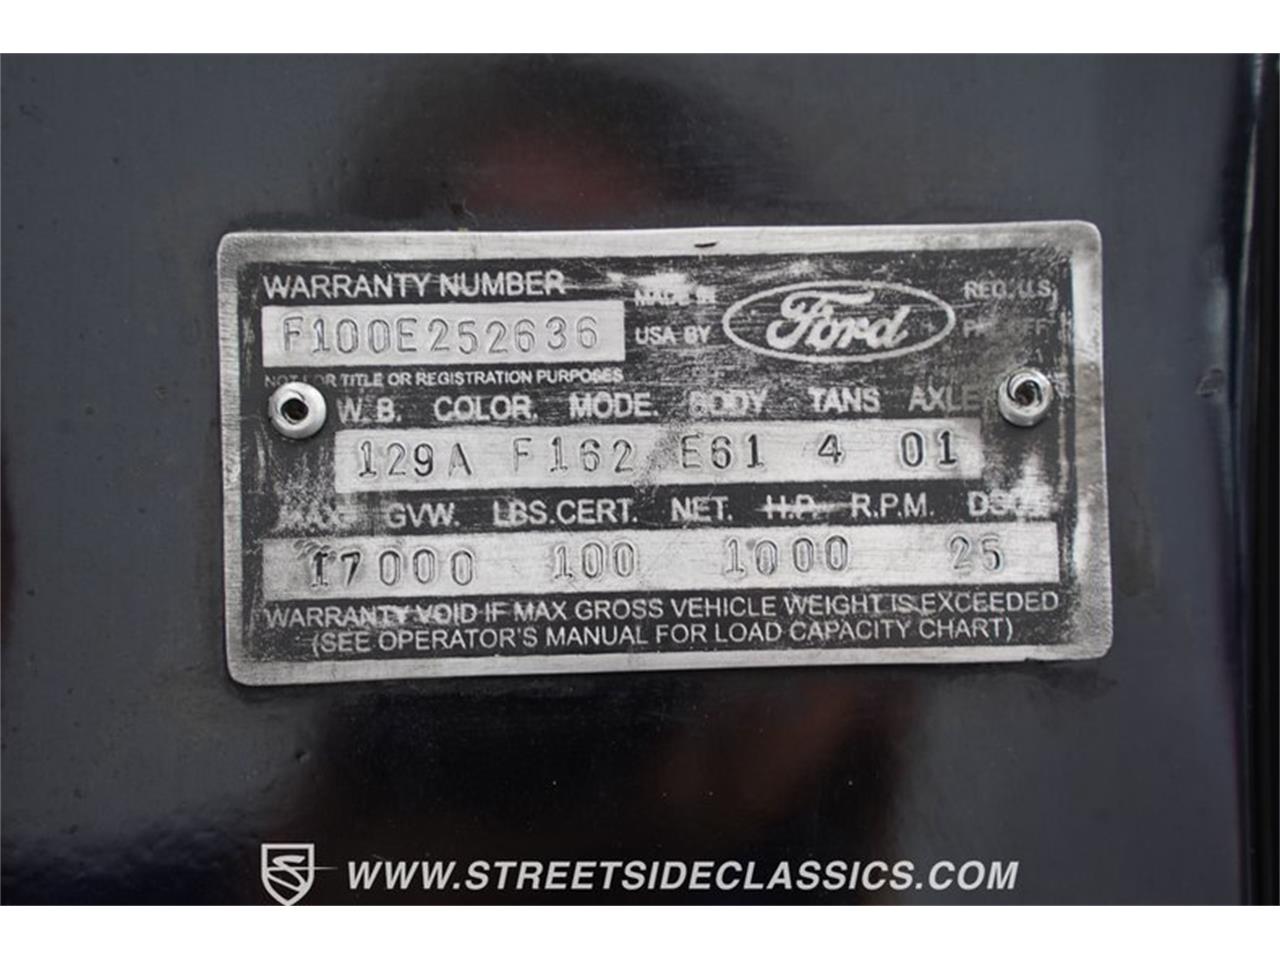 WARRANTY NUMBER
F100E252636
MADE IN
USA BY
Ford
REG. U.S.
NOT FOR TITLE OR REGISTRATION PURPOSES
W.B. COLOR. MODE. BODY TANS AXLE
129A F162 E61 4 01
MAX. GVW. LBS.CERT. NET. H.P. R.P.M.
17000 100 1000 25
WARRANTY VOID IF MAX GROSS VEHICLE WEIGHT IS EXCEEDED
(SEE OPERATOR'S MANUAL FOR LOAD CAPACITY CHART)
WWW.STREETSIDECLASSICS.COM